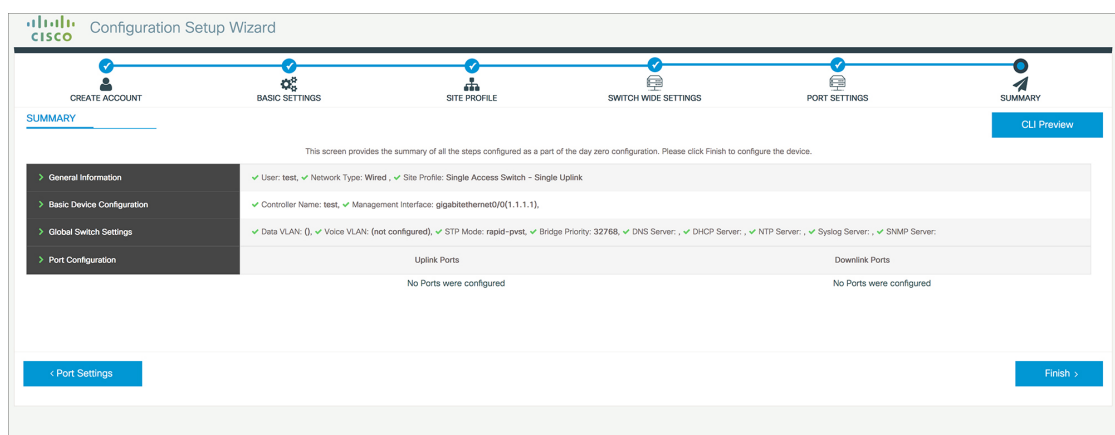 CISCO
Configuration Setup Wizard
CREATE ACCOUNT
BASIC SETTINGS
SITE PROFILE
SWITCH WIDE SETTINGS
PORT SETTINGS
SUMMARY
SUMMARY
CLI Preview
This screen provides the summary of all the steps configured as a part of the day zero configuration. Please click Finish to configure the device.
General Information
User: test, Network Type: Wired , Site Profile: Single Access Switch - Single Uplink
Basic Device Configuration
Controller Name: test, Management Interface: gigabitethernet0/0(1.1.1.1),
Global Switch Settings
Data VLAN: (), Voice VLAN: (not configured), STP Mode: rapid-pvst, Bridge Priority: 32768, DNS Server: , DHCP Server: , NTP Server: , Syslog Server: , SNMP Server:
Port Configuration
Uplink Ports
Downlink Ports
No Ports were configured
No Ports were configured
< Port Settings
Finish >